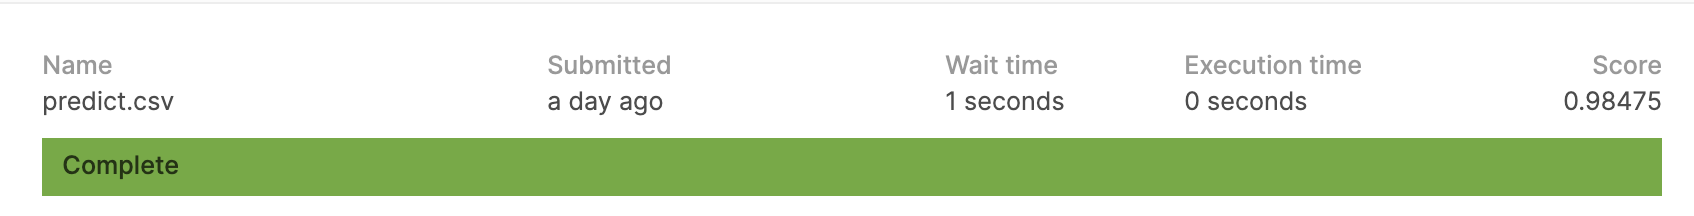 Name Submitted Wait time Execution time Score
predict.csv a day ago 1 seconds 0 seconds 0.98475
Complete